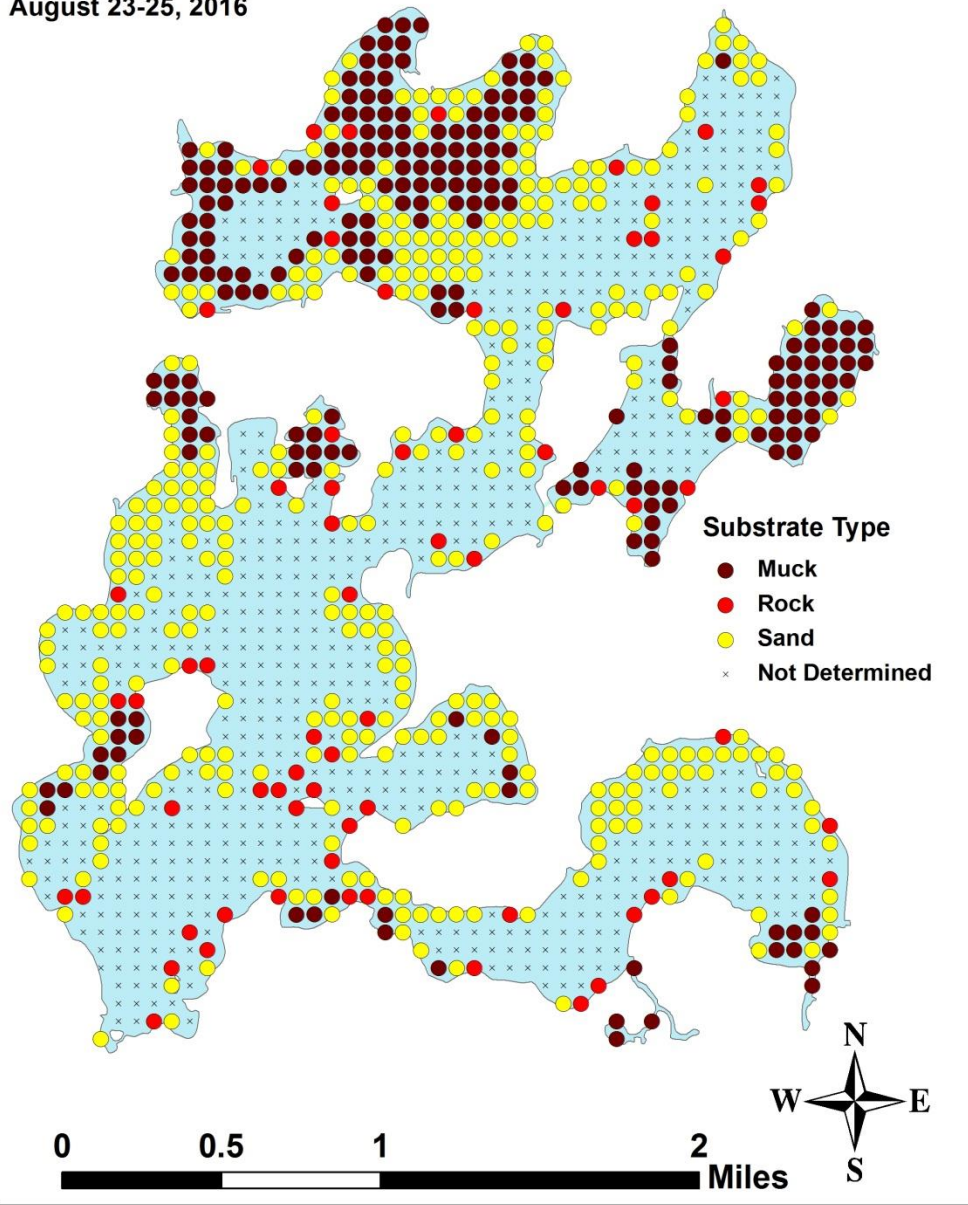 August 23-25, 2016
Substrate Type
Muck
Rock
Sand
Not Determined
N
W E
S
0 0.5 1 2
Miles